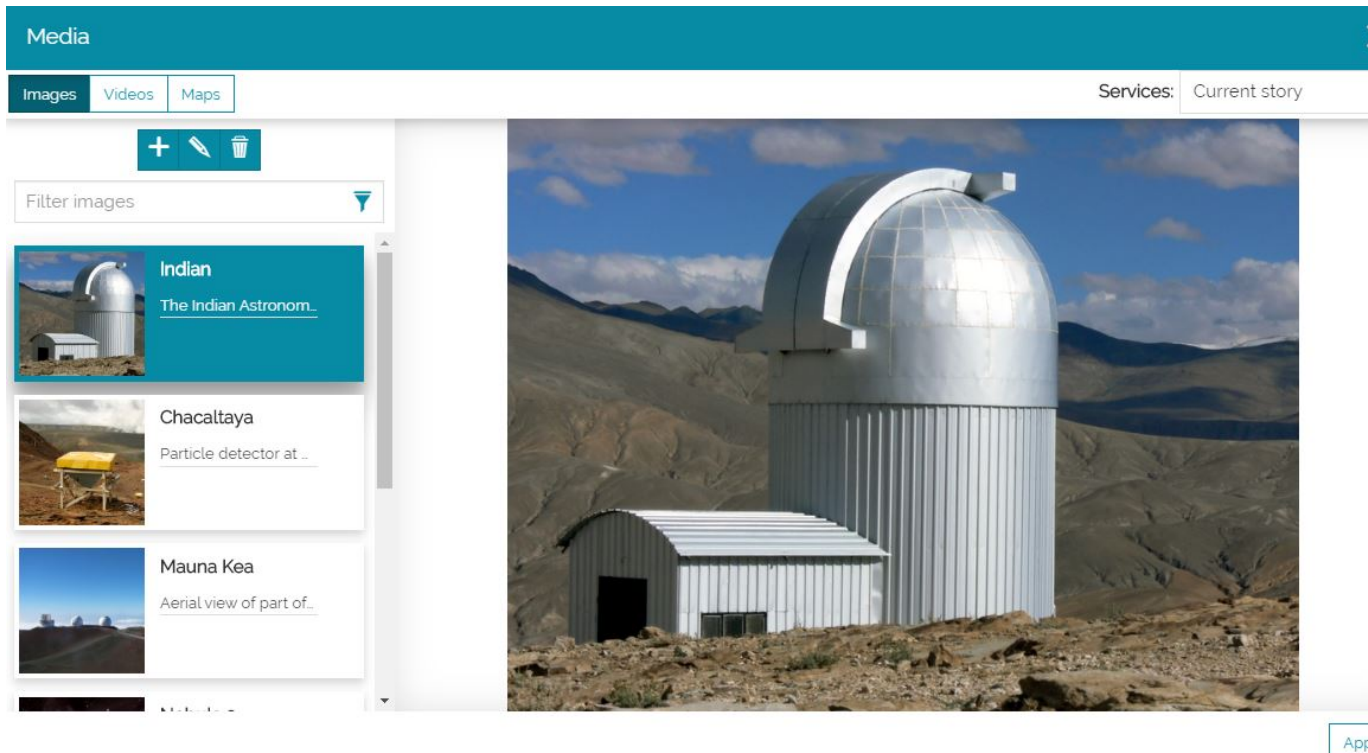 Media
Images Videos Maps
Services: Current story
Filter images
Indian
The Indian Astronom...
Chacaltaya
Particle detector at ...
Mauna Kea
Aerial view of part of...